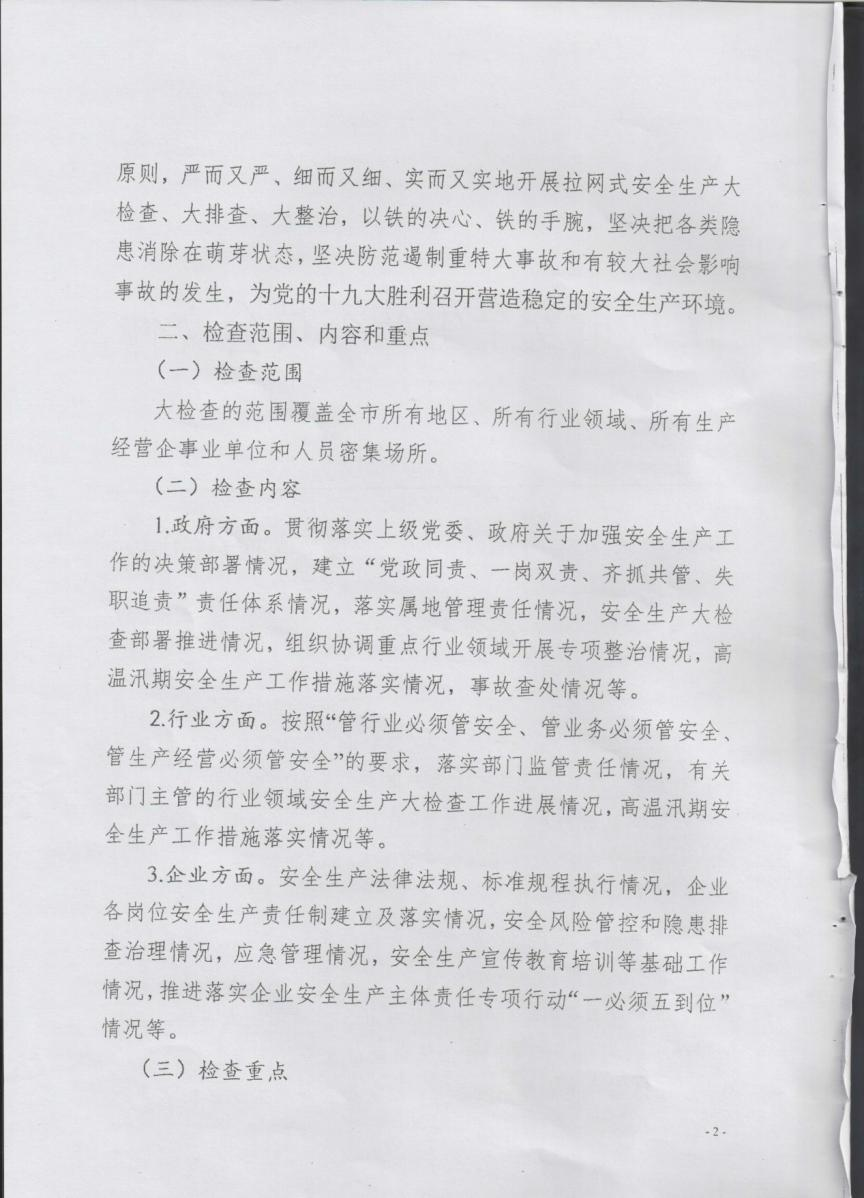 原则，严而又严、细而又细、实而又实地开展拉网式安全生产大
检查、大排查、大整治，以铁的决心、铁的手腕，坚决把各类隐
患消除在萌芽状态，坚决防范遏制重特大事故和有较大社会影响
事故的发生，为党的十九大胜利召开营造稳定的安全生产环境。
二、检查范围、内容和重点
（一）检查范围
大检查的范围覆盖全市所有地区、所有行业领域、所有生产
经营企事业单位和人员密集场所。
（二）检查内容
1.政府方面。贯彻落实上级党委、政府关于加强安全生产工
作的决策部署情况，建立“党政同责、一岗双责、齐抓共管、失
职追责”责任体系情况，落实属地管理责任情况，安全生产大检
查部署推进情况，组织协调重点行业领域开展专项整治情况，高
温汛期安全生产工作措施落实情况，事故查处情况等。
2.行业方面。按照“管行业必须管安全、管业务必须管安全、
管生产经营必须管安全”的要求，落实部门监管责任情况，有关
部门主管的行业领域安全生产大检查工作进展情况，高温汛期安
全生产工作措施落实情况等。
3.企业方面。安全生产法律法规、标准规程执行情况，企业
各岗位安全生产责任制建立及落实情况，安全风险管控和隐患排
查治理情况，应急管理情况，安全生产宣传教育培训等基础工作
情况，推进落实企业安全生产主体责任专项行动“一必须五到位”
情况等。
（三）检查重点
- 2 -